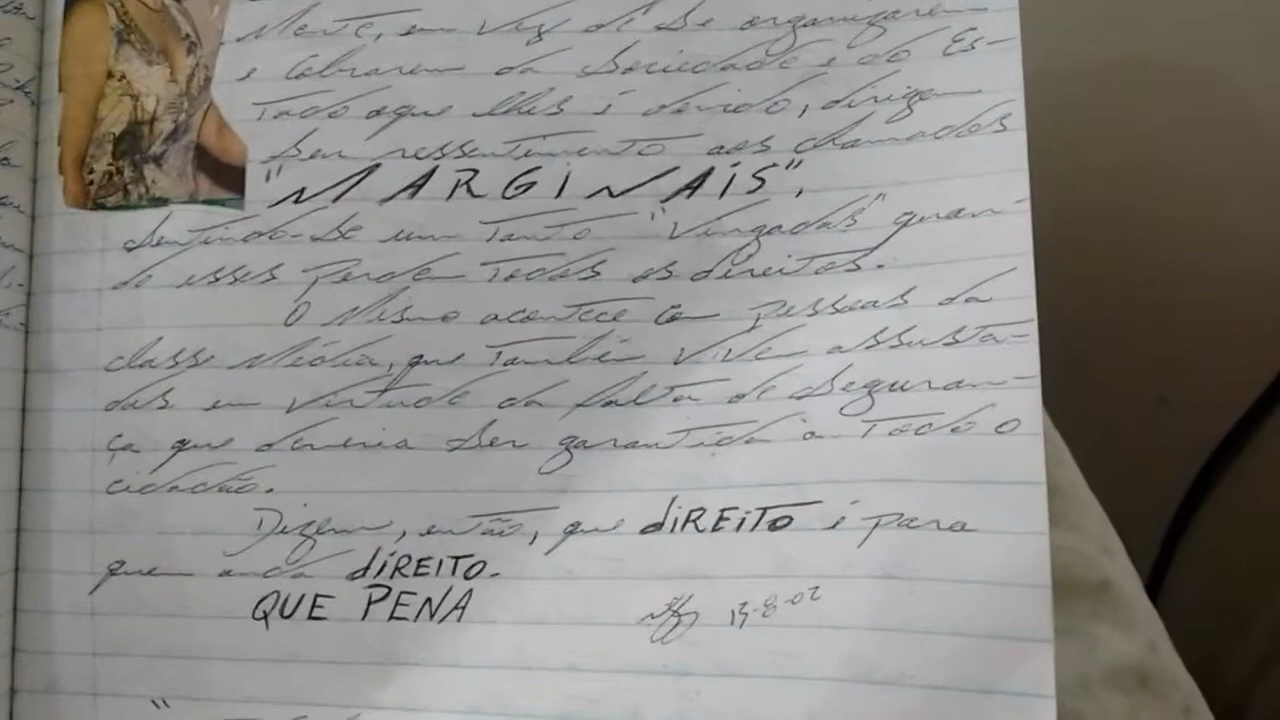 Mente, em vez de se organizarem
e cobrarem da sociedade e do Es-
tado oque lhes é devido, dirigem
seu ressentimento aos chamados
"MARGINAIS",
sentindo-se um tanto "vingadas" quan-
do esses perdem todos os direitos.
O mesmo acontece com pessoas da
classe média, que também vive assusta-
das em virtude da falta de seguran-
ça que deveria ser garantida a todo o
cidadão.
Dizem, então, que diREITO é para
quem anda diREITO.
QUE PENA
13-8-02